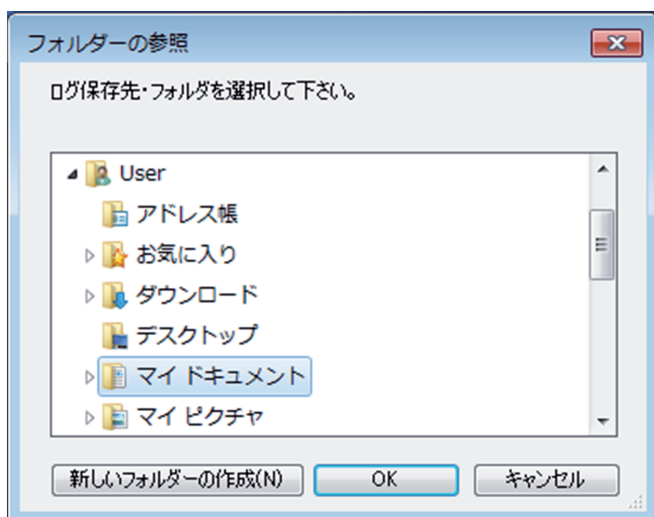 フォルダーの参照
ログ保存先・フォルダを選択して下さい。
User
アドレス帳
お気に入り
ダウンロード
デスクトップ
マイ ドキュメント
マイ ピクチャ
新しいフォルダーの作成(N) OK キャンセル